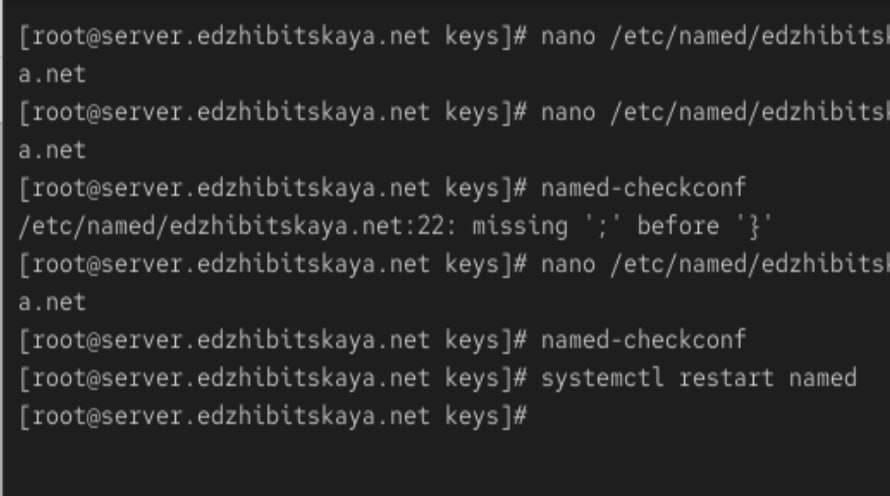 [root@server.edzhibitskaya.net keys]# nano /etc/named/edzhibitsk
a.net
[root@server.edzhibitskaya.net keys]# nano /etc/named/edzhibitsk
a.net
[root@server.edzhibitskaya.net keys]# named-checkconf
/etc/named/edzhibitskaya.net:22: missing ';' before '}'
[root@server.edzhibitskaya.net keys]# nano /etc/named/edzhibitsk
a.net
[root@server.edzhibitskaya.net keys]# named-checkconf
[root@server.edzhibitskaya.net keys]# systemctl restart named
[root@server.edzhibitskaya.net keys]#